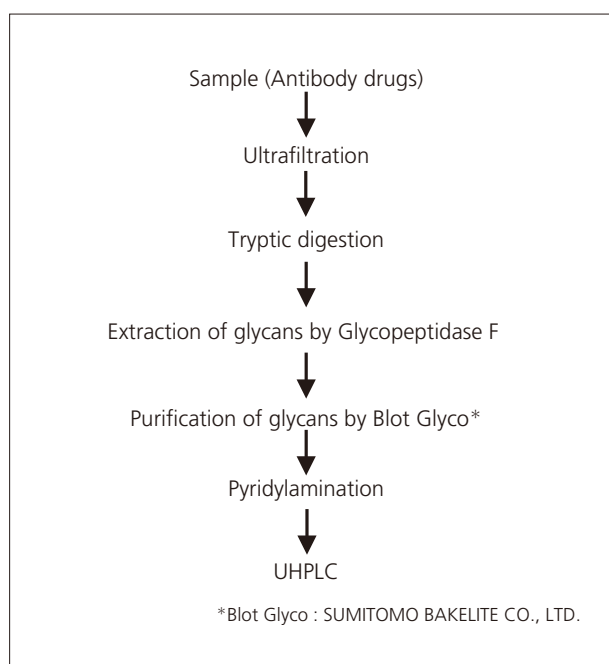 Sample (Antibody drugs)
Ultrafiltration
Tryptic digestion
Extraction of glycans by Glycopeptidase F
Purification of glycans by Blot Glyco*
Pyridylamination
UHPLC
*Blot Glyco : SUMITOMO BAKELITE CO., LTD.